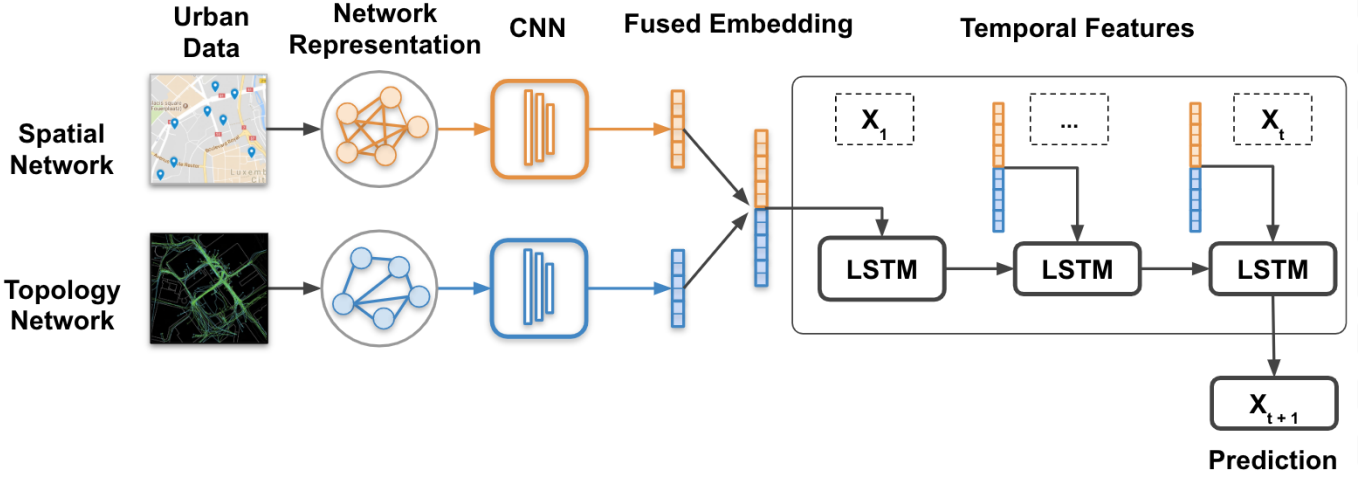 Urban
Data
Network
Representation
CNN
Fused Embedding
Temporal Features
Spatial
Network
X1
...
Xt
Topology
Network
LSTM
LSTM
LSTM
Xt + 1
Prediction